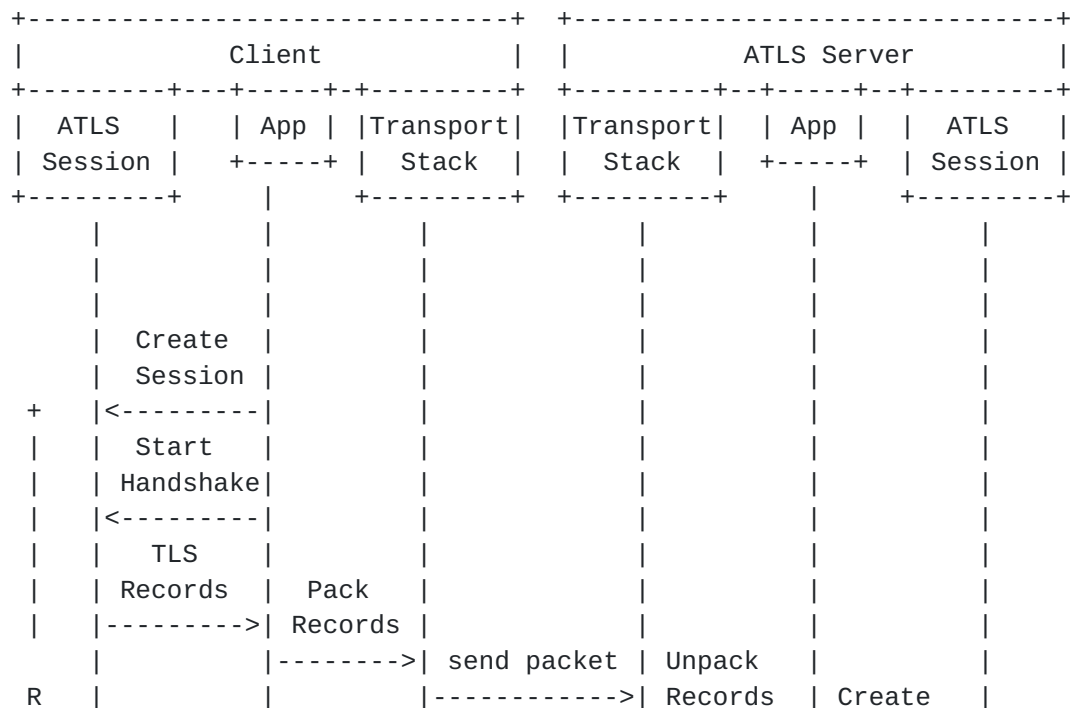 +-------------------------------+  +--------------------------------+
|             Client            |  |           ATLS Server          |
+---------+---+-----+-+---------+  +---------+--+-----+--+---------+
|  ATLS   |   | App | |Transport|  |Transport|  | App |  |  ATLS   |
| Session |   +-----+ |  Stack  |  |  Stack  |  +-----+  | Session |
+---------+     |     +---------+  +---------+     |     +---------+
     |          |         |             |          |          |
     |          |         |             |          |          |
     |          |         |             |          |          |
     |  Create  |         |             |          |          |
     |  Session |         |             |          |          |
 +   |<---------|         |             |          |          |
 |   |  Start   |         |             |          |          |
 |   | Handshake|         |             |          |          |
 |   |<---------|         |             |          |          |
 |   |   TLS    |         |             |          |          |
 |   | Records  |  Pack   |             |          |          |
 |   |--------->| Records |             |          |          |
     |          |-------->| send packet | Unpack   |          |
 R   |          |         |------------>| Records  | Create   |